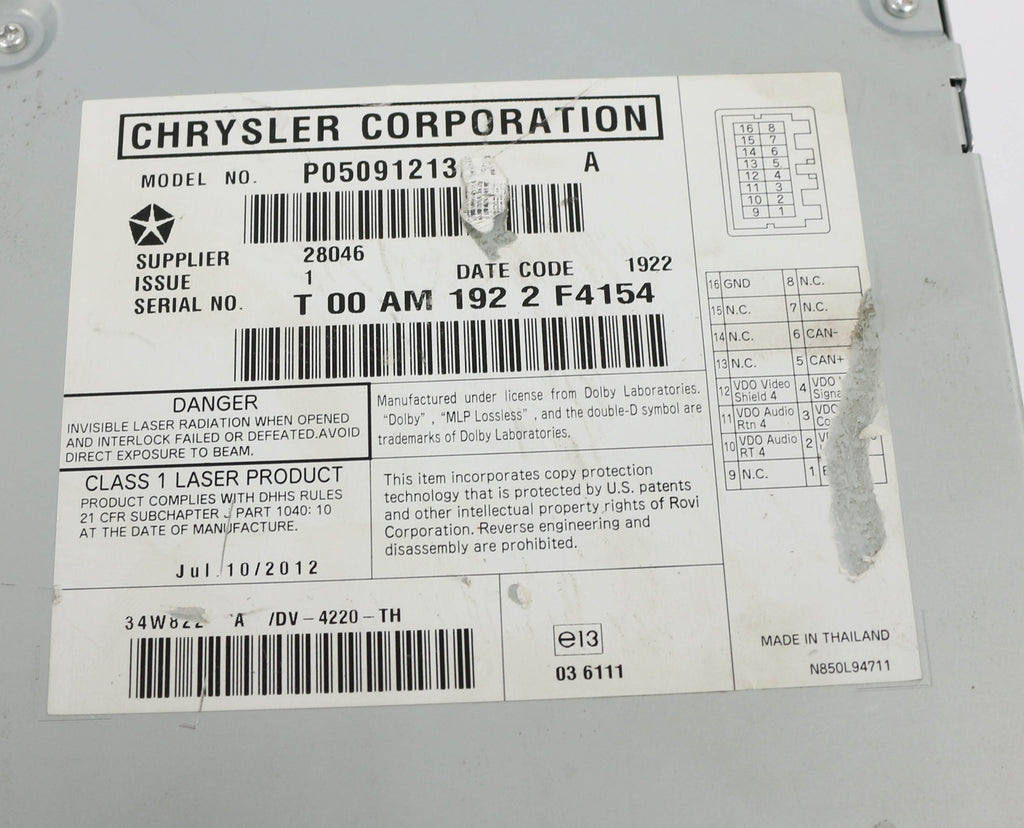 CHRYSLER CORPORATION
MODEL NO. P05091213 A
SUPPLIER 28046
ISSUE 1 DATE CODE 1922
SERIAL NO. T 00 AM 192 2 F4154
DANGER
INVISIBLE LASER RADIATION WHEN OPENED
AND INTERLOCK FAILED OR DEFEATED.AVOID
DIRECT EXPOSURE TO BEAM.
CLASS 1 LASER PRODUCT
PRODUCT COMPLIES WITH DHHS RULES
21 CFR SUBCHAPTER J PART 1040: 10
AT THE DATE OF MANUFACTURE.
Jul.10/2012
Manufactured under license from Dolby Laboratories.
"Dolby", "MLP Lossless", and the double-D symbol are
trademarks of Dolby Laboratories.
This item incorporates copy protection
technology that is protected by U.S. patents
and other intellectual property rights of Rovi
Corporation. Reverse engineering and
disassembly are prohibited.
A /DV-4220-TH
e13
03 6111
16 8
15 7
14 6
13 5
12 4
11 3
10 2
9 1
16 GND 8 N.C.
15 N.C. 7 N.C.
14 N.C. 6 CAN-
13 N.C. 5 CAN+
12 VDO Video Shield 4 4 VDO
11 VDO Audio Rtn 4 3
10 VDO Audio RT 4 2
9 N.C. 1
MADE IN THAILAND
N850L94711